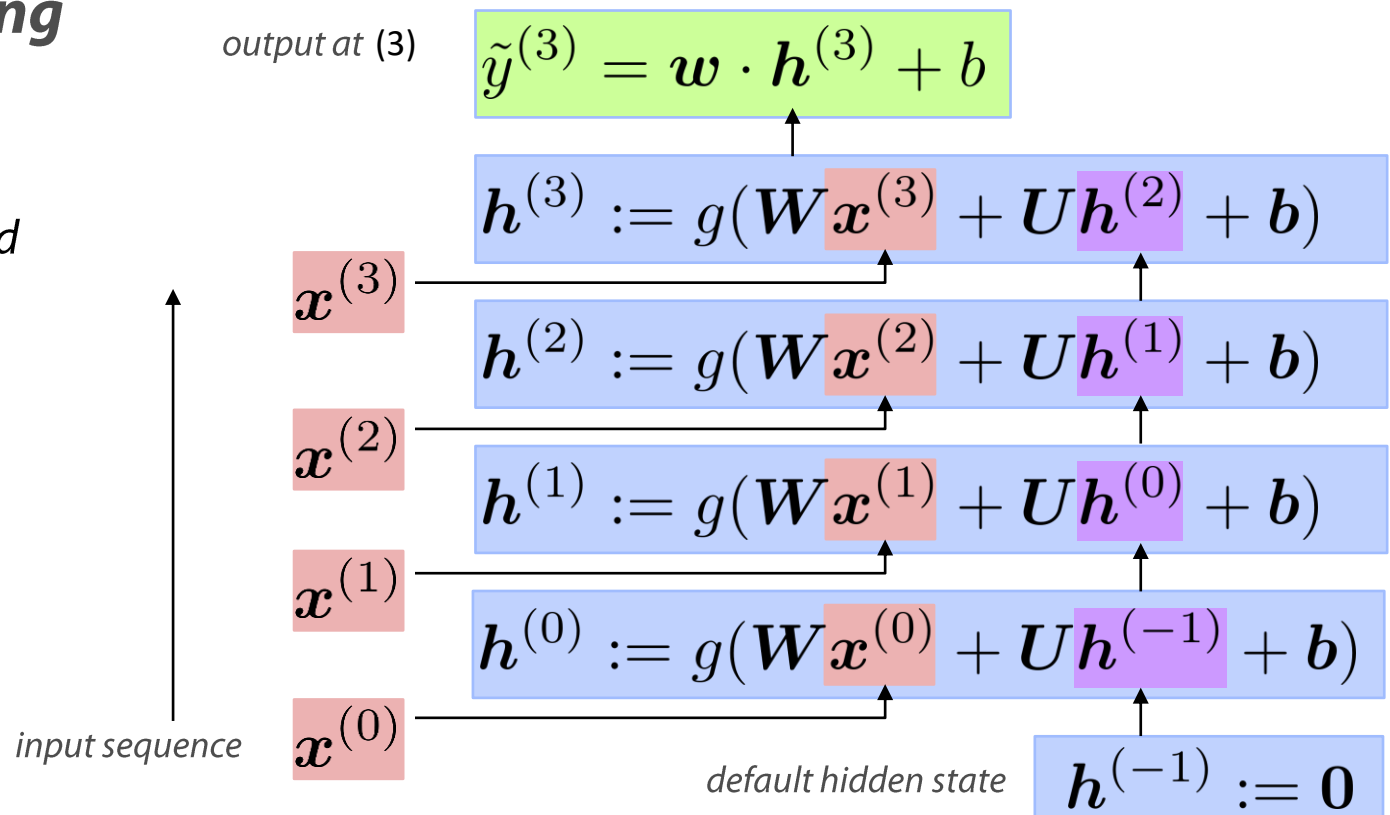 ng
output at (3)
ỹ^(3) = w · h^(3) + b
h^(3) := g(Wx^(3) + Uh^(2) + b)
d
x^(3)
h^(2) := g(Wx^(2) + Uh^(1) + b)
x^(2)
h^(1) := g(Wx^(1) + Uh^(0) + b)
x^(1)
h^(0) := g(Wx^(0) + Uh^(−1) + b)
x^(0)
input sequence
default hidden state
h^(−1) := 0